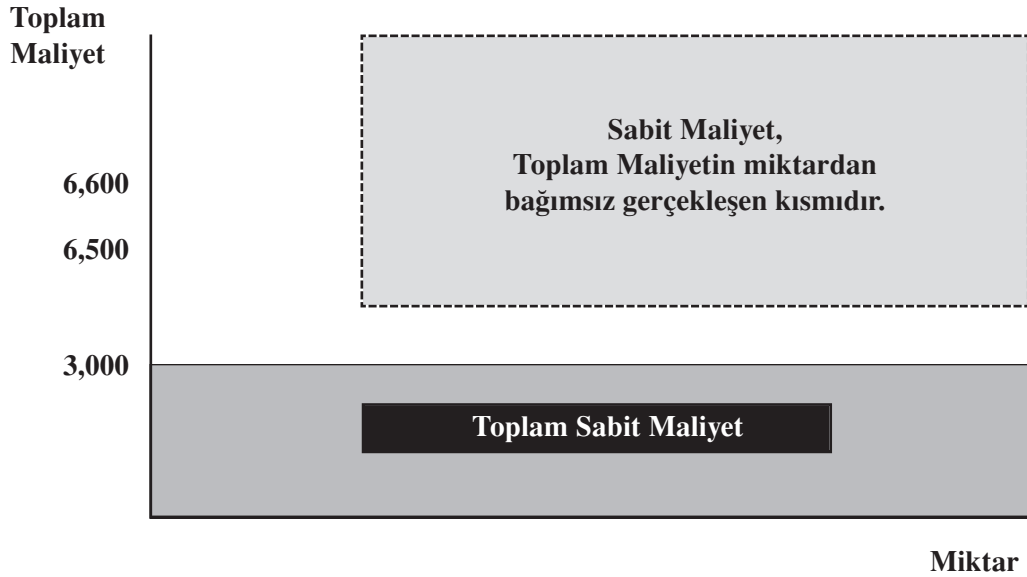 Toplam
Maliyet
Sabit Maliyet,
Toplam Maliyetin miktardan
bağımsız gerçekleşen kısmıdır.
6,600
6,500
3,000
Toplam Sabit Maliyet
Miktar